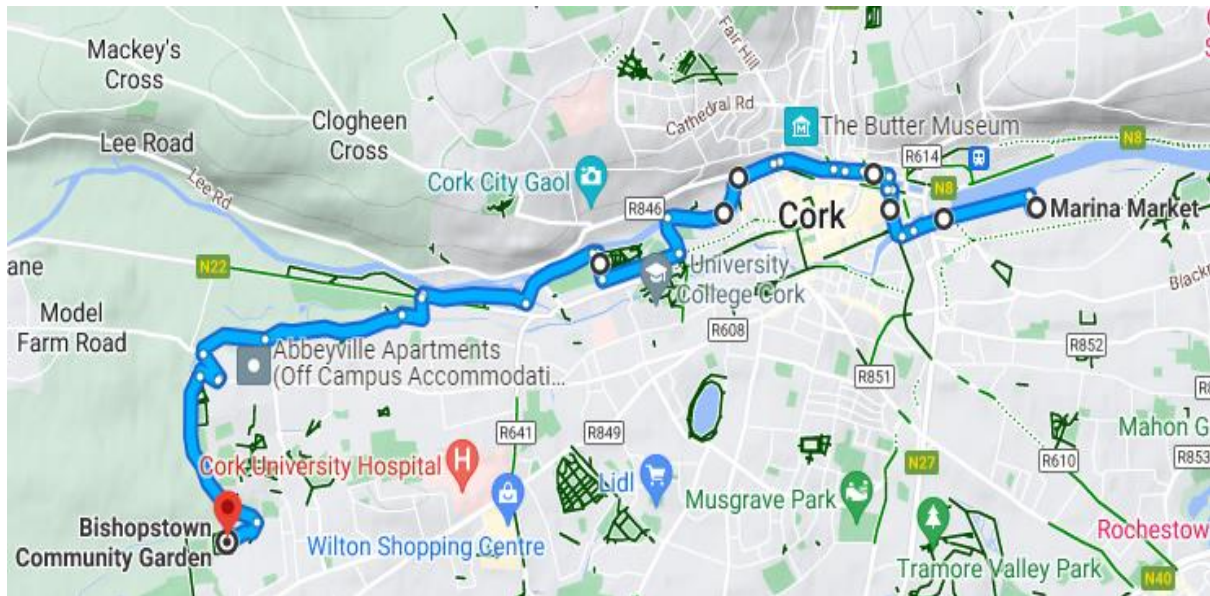 Mackey's
Cross
Fair Hill
Clogheen
Cross
Cathedral Rd
The Butter Museum
N8
Lee Road
R614
Lee Rd
Cork City Gaol
N8
R846
Cork
Marina Market
ane
N22
University
College Cork
Model
Farm Road
R608
R852
Abbeyville Apartments
(Off Campus Accommodati...
R851
R641
R849
Mahon G
Cork University Hospital
R610
R853
Lidl
N27
Musgrave Park
Bishopstown
Community Garden
Wilton Shopping Centre
Rochestow
Tramore Valley Park
N40